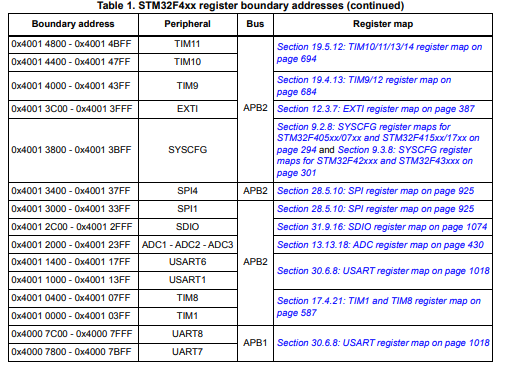 Table 1. STM32F4xx register boundary addresses (continued)
Boundary address Peripheral Bus Register map
0x4001 4800 - 0x4001 4BFF TIM11 APB2 Section 19.5.12: TIM10/11/13/14 register map on
page 694
0x4001 4400 - 0x4001 47FF TIM10
0x4001 4000 - 0x4001 43FF TIM9 Section 19.4.13: TIM9/12 register map on
page 684
0x4001 3C00 - 0x4001 3FFF EXTI Section 12.3.7: EXTI register map on page 387
0x4001 3800 - 0x4001 3BFF SYSCFG Section 9.2.8: SYSCFG register maps for
STM32F405xx/07xx and STM32F415xx/17xx on
page 294 and Section 9.3.8: SYSCFG register
maps for STM32F42xxx and STM32F43xxx on
page 301
0x4001 3400 - 0x4001 37FF SPI4 APB2 Section 28.5.10: SPI register map on page 925
0x4001 3000 - 0x4001 33FF SPI1 APB2 Section 28.5.10: SPI register map on page 925
0x4001 2C00 - 0x4001 2FFF SDIO Section 31.9.16: SDIO register map on page 1074
0x4001 2000 - 0x4001 23FF ADC1 - ADC2 - ADC3 Section 13.13.18: ADC register map on page 430
0x4001 1400 - 0x4001 17FF USART6 Section 30.6.8: USART register map on page 1018
0x4001 1000 - 0x4001 13FF USART1
0x4001 0400 - 0x4001 07FF TIM8 Section 17.4.21: TIM1 and TIM8 register map on
page 587
0x4001 0000 - 0x4001 03FF TIM1
0x4000 7C00 - 0x4000 7FFF UART8 APB1 Section 30.6.8: USART register map on page 1018
0x4000 7800 - 0x4000 7BFF UART7